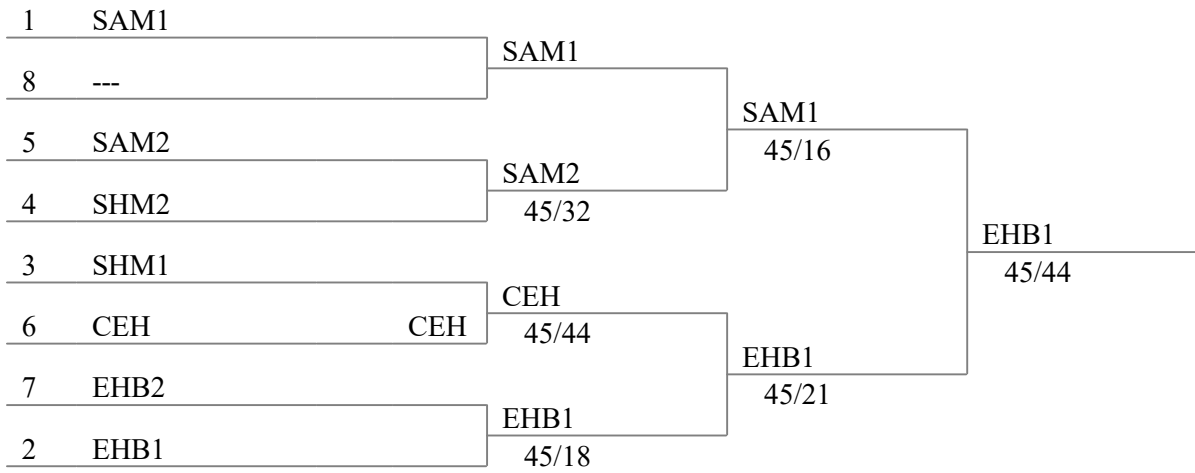 1 SAM1
SAM1
8 ---
SAM1
45/16
5 SAM2
SAM2
45/32
4 SHM2
EHB1
45/44
3 SHM1
CEH
45/44
6 CEH CEH
EHB1
45/21
7 EHB2
EHB1
45/18
2 EHB1